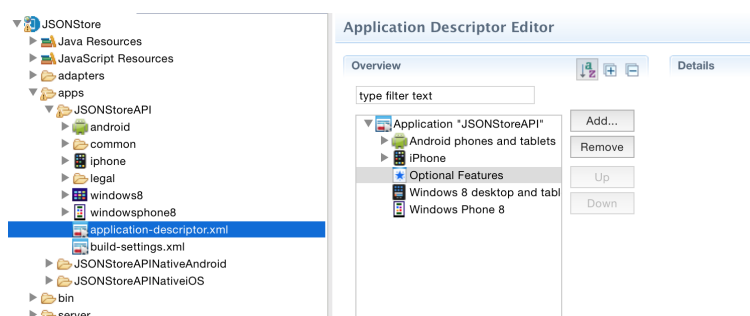 JSONStore
Java Resources
JavaScript Resources
adapters
apps
JSONStoreAPI
android
common
iphone
legal
windows8
windowsphone8
application-descriptor.xml
build-settings.xml
JSONStoreAPINativeAndroid
JSONStoreAPINativeiOS
bin
server
Application Descriptor Editor
Overview
type filter text
Application "JSONStoreAPI"
Android phones and tablets
iPhone
Optional Features
Windows 8 desktop and tabl
Windows Phone 8
Add...
Remove
Up
Down
Details